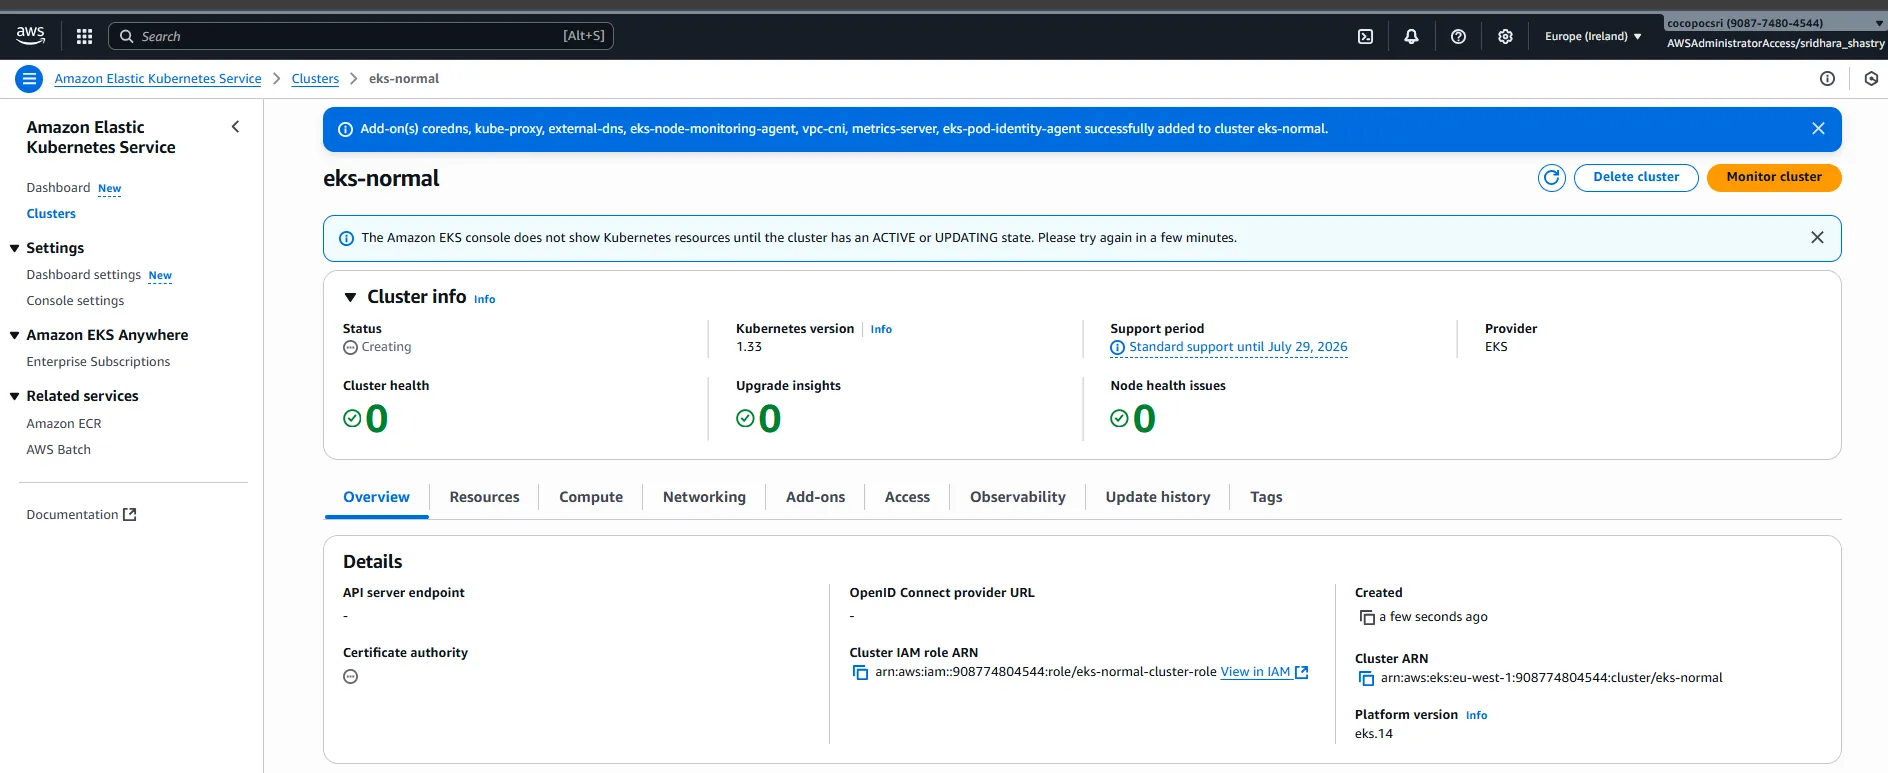 aws
Search [Alt+S]
Europe (Ireland)
cocopocsri (9087-7480-4544)
AWSAdministratorAccess/sridhara_shastry
Amazon Elastic Kubernetes Service
Clusters
eks-normal
Amazon Elastic
Kubernetes Service
Dashboard New
Clusters
Settings
Dashboard settings New
Console settings
Amazon EKS Anywhere
Enterprise Subscriptions
Related services
Amazon ECR
AWS Batch
Documentation
Add-on(s) coredns, kube-proxy, external-dns, eks-node-monitoring-agent, vpc-cni, metrics-server, eks-pod-identity-agent successfully added to cluster eks-normal.
eks-normal
Delete cluster
Monitor cluster
The Amazon EKS console does not show Kubernetes resources until the cluster has an ACTIVE or UPDATING state. Please try again in a few minutes.
Cluster info Info
Status
Creating
Kubernetes version Info
1.33
Support period
Standard support until July 29, 2026
Provider
EKS
Cluster health
0
Upgrade insights
0
Node health issues
0
Overview
Resources
Compute
Networking
Add-ons
Access
Observability
Update history
Tags
Details
API server endpoint
-
Certificate authority
OpenID Connect provider URL
-
Cluster IAM role ARN
arn:aws:iam::908774804544:role/eks-normal-cluster-role View in IAM
Created
a few seconds ago
Cluster ARN
arn:aws:eks:eu-west-1:908774804544:cluster/eks-normal
Platform version Info
eks.14